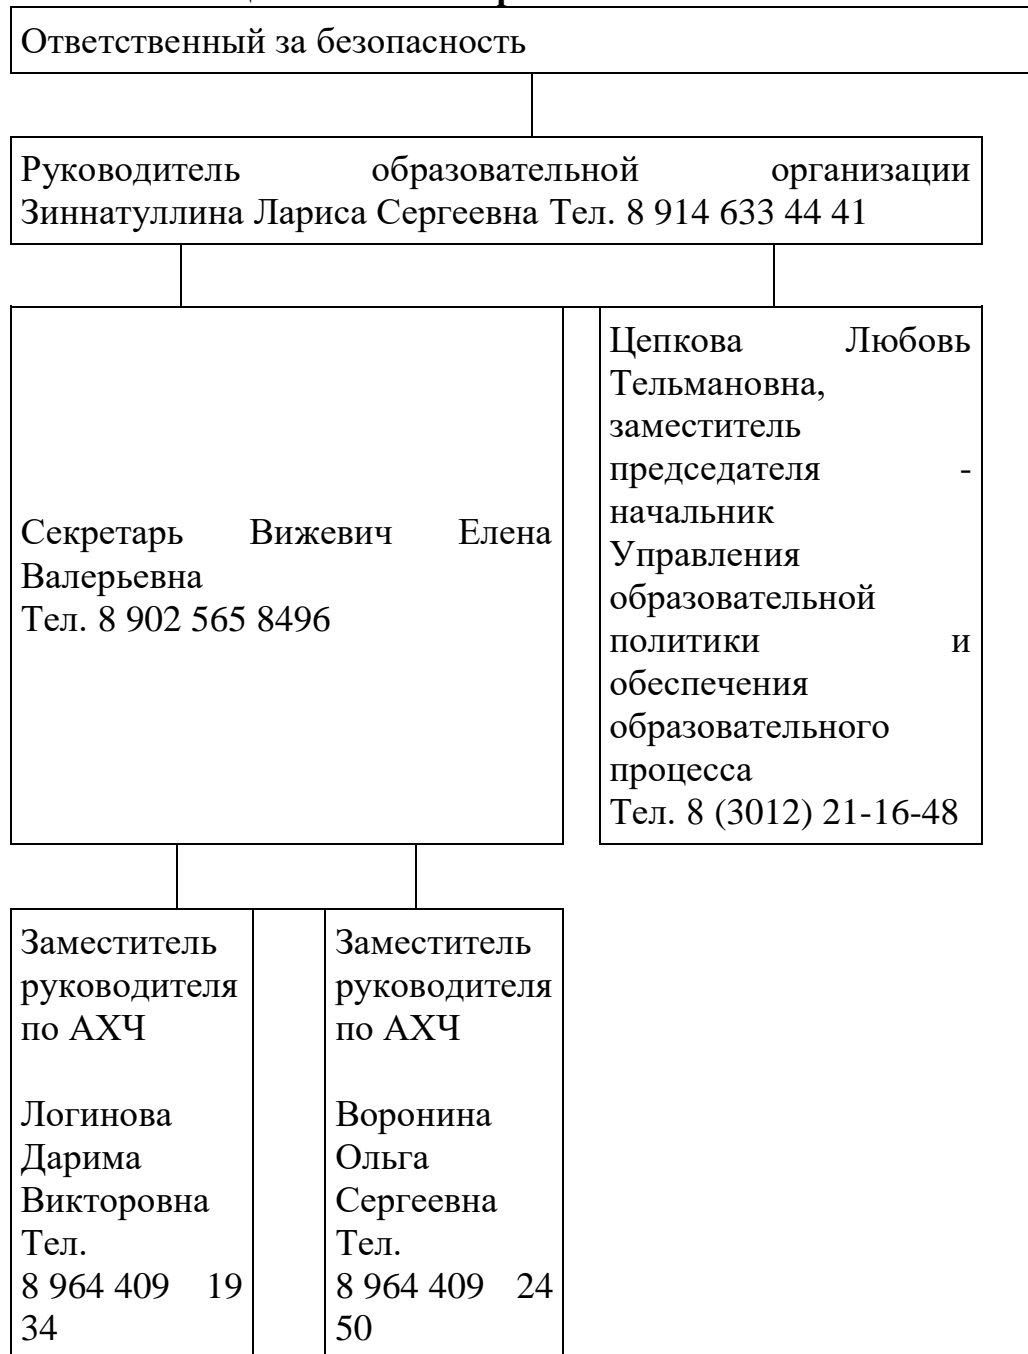 Ответственный за безопасность
Руководитель образовательной организации
Зиннатуллина Лариса Сергеевна Тел. 8 914 633 44 41
Секретарь Вижевич Елена
Валерьевна
Тел. 8 902 565 8496
Цепкова Любовь
Тельмановна,
заместитель
председателя -
начальник
Управления
образовательной
политики и
обеспечения
образовательного
процесса
Тел. 8 (3012) 21-16-48
Заместитель
руководителя
по АХЧ
Логинова
Дарима
Викторовна
Тел.
8 964 409 19
34
Заместитель
руководителя
по АХЧ
Воронина
Ольга
Сергеевна
Тел.
8 964 409 24
50